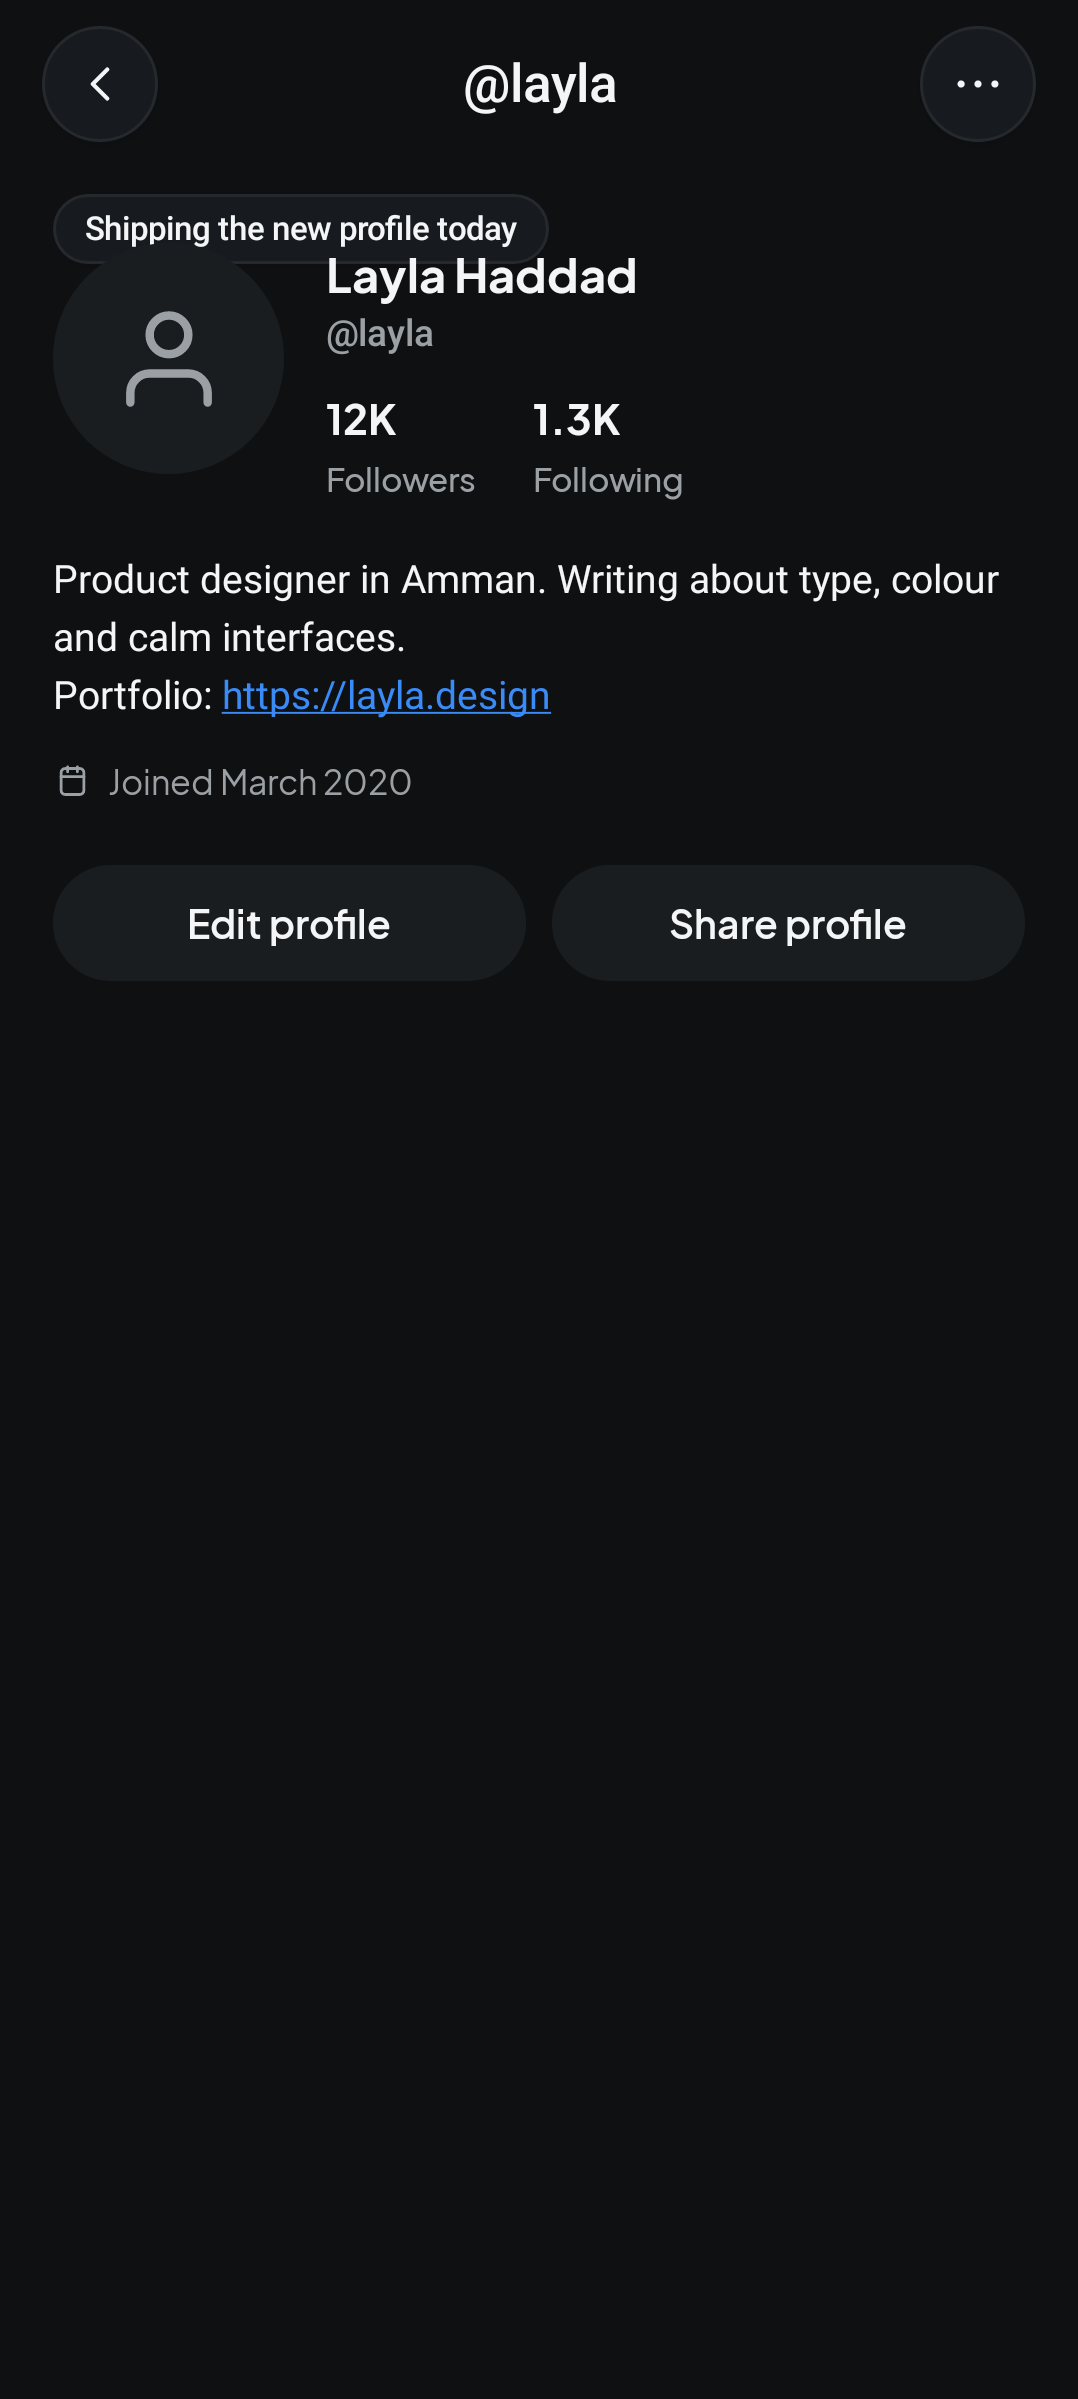 @layla
Shipping the new profile today
Layla Haddad
@layla
12K 1.3K
Followers Following
Product designer in Amman. Writing about type, colour
and calm interfaces.
Portfolio: https://layla.design
Joined March 2020
Edit profile Share profile